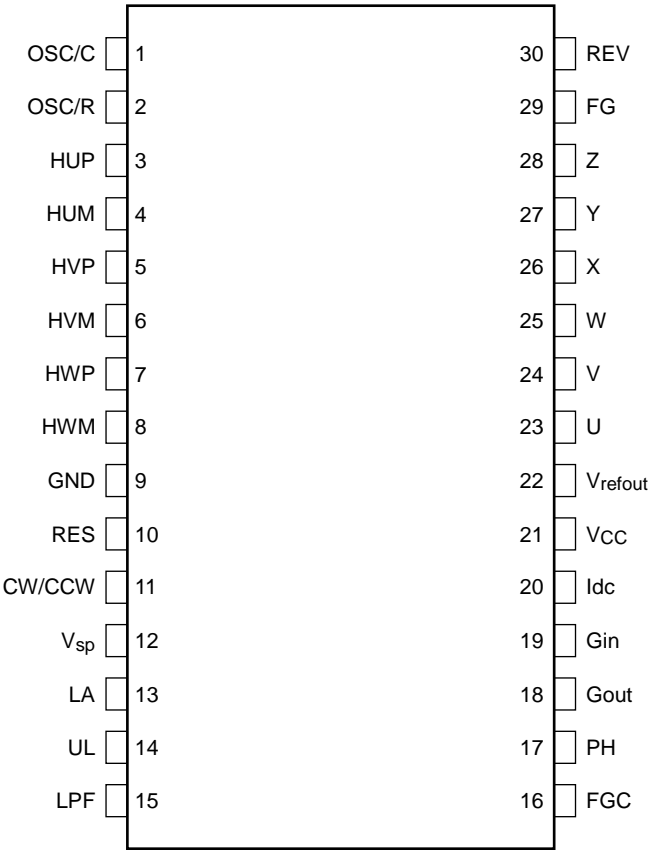 OSC/C 1 30 REV
OSC/R 2 29 FG
HUP 3 28 Z
HUM 4 27 Y
HVP 5 26 X
HVM 6 25 W
HWP 7 24 V
HWM 8 23 U
GND 9 22 Vrefout
RES 10 21 VCC
CW/CCW 11 20 Idc
Vsp 12 19 Gin
LA 13 18 Gout
UL 14 17 PH
LPF 15 16 FGC